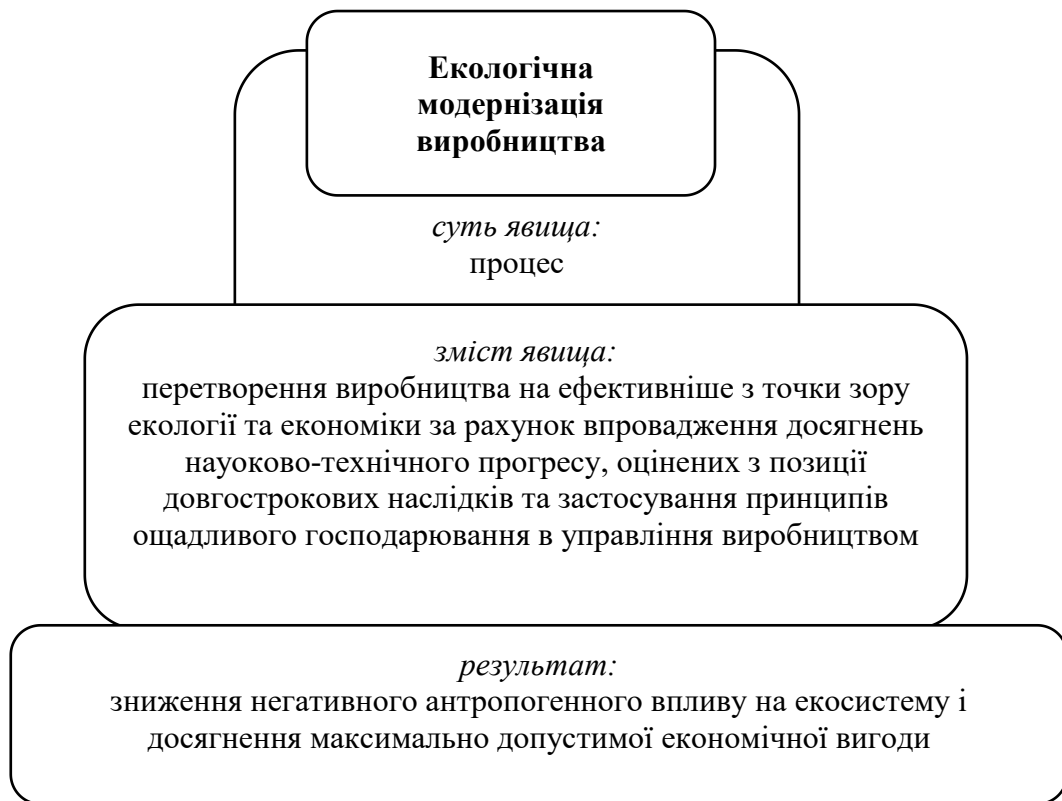 Екологічна
модернізація
виробництва
суть явища:
процес
зміст явища:
перетворення виробництва на ефективніше з точки зору
екології та економіки за рахунок впровадження досягнень
науоково-технічного прогресу, оцінених з позиції
довгострокових наслідків та застосування принципів
ощадливого господарювання в управління виробництвом
результат:
зниження негативного антропогенного впливу на екосистему і
досягнення максимально допустимої економічної вигоди